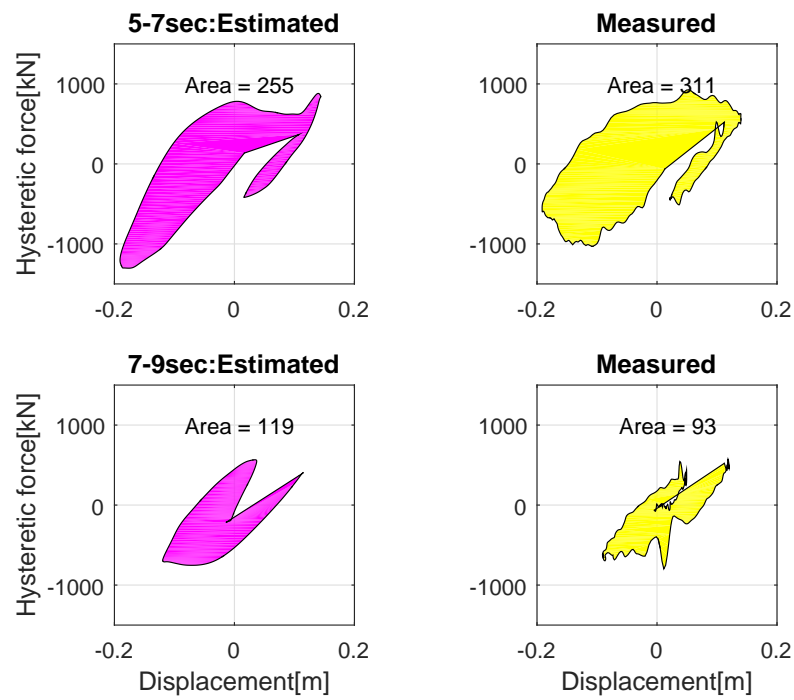 5-7sec:Estimated
Measured
Hysteretic force[kN]
1000
0
-1000
Area = 255
-0.2
0
0.2
1000
0
-1000
Area = 311
-0.2
0
0.2
7-9sec:Estimated
Measured
Hysteretic force[kN]
1000
0
-1000
Area = 119
-0.2
0
0.2
Displacement[m]
1000
0
-1000
Area = 93
-0.2
0
0.2
Displacement[m]